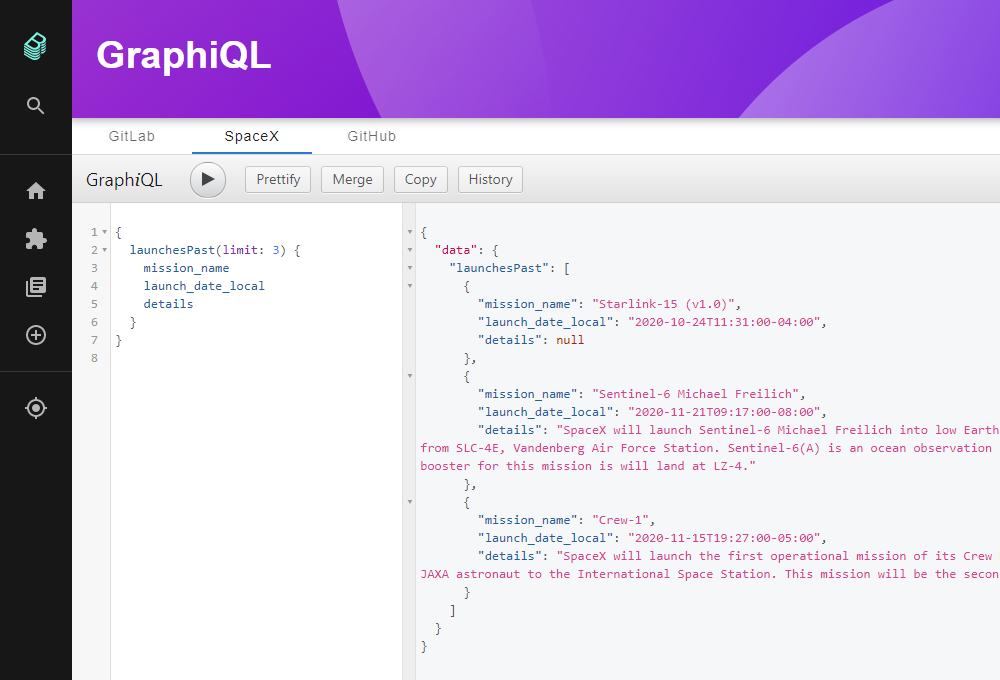 GraphiQL
GitLab SpaceX GitHub
GraphiQL Prettify Merge Copy History
1 {
2 launchesPast(limit: 3) {
3 mission_name
4 launch_date_local
5 details
6 }
7 }
8
{
"data": {
"launchesPast": [
{
"mission_name": "Starlink-15 (v1.0)",
"launch_date_local": "2020-10-24T11:31:00-04:00",
"details": null
},
{
"mission_name": "Sentinel-6 Michael Freilich",
"launch_date_local": "2020-11-21T09:17:00-08:00",
"details": "SpaceX will launch Sentinel-6 Michael Freilich into low Earth
from SLC-4E, Vandenberg Air Force Station. Sentinel-6(A) is an ocean observation
booster for this mission is will land at LZ-4."
},
{
"mission_name": "Crew-1",
"launch_date_local": "2020-11-15T19:27:00-05:00",
"details": "SpaceX will launch the first operational mission of its Crew
JAXA astronaut to the International Space Station. This mission will be the secon
}
]
}
}